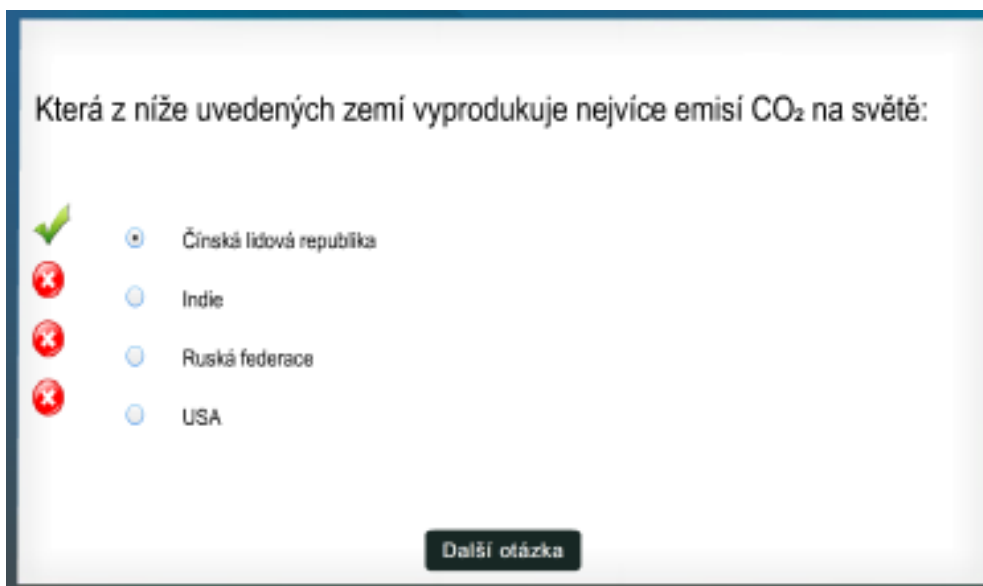 Která z níže uvedených zemí vyprodukuje nejvíce emisí CO₂ na světě:
Čínská lidová republika
Indie
Ruská federace
USA
Další otázka